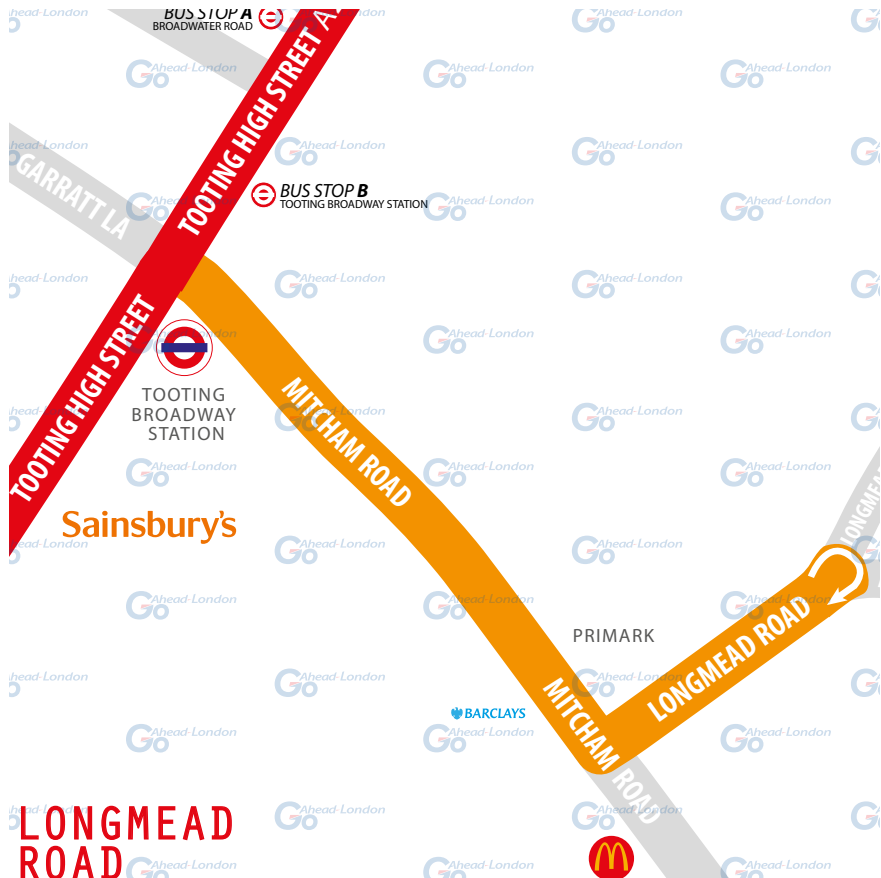 BUS STOP A
BROADWATER ROAD
TOOTING HIGH STREET
GARRATT LA
BUS STOP B
TOOTING BROADWAY STATION
TOOTING HIGH STREET
TOOTING
BROADWAY
STATION
MITCHAM ROAD
Sainsbury's
LONGMEAD
LONGMEAD ROAD
PRIMARK
MITCHAM ROAD
BARCLAYS
LONGMEAD
ROAD
Go Ahead-London